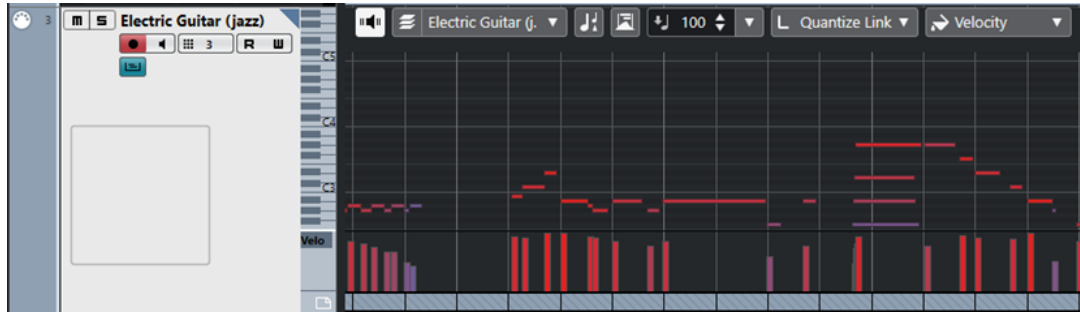 3 m S Electric Guitar (jazz) Electric Guitar (j. 100 L Quantize Link Velocity
3 R W
C5
C4
C3
Velo